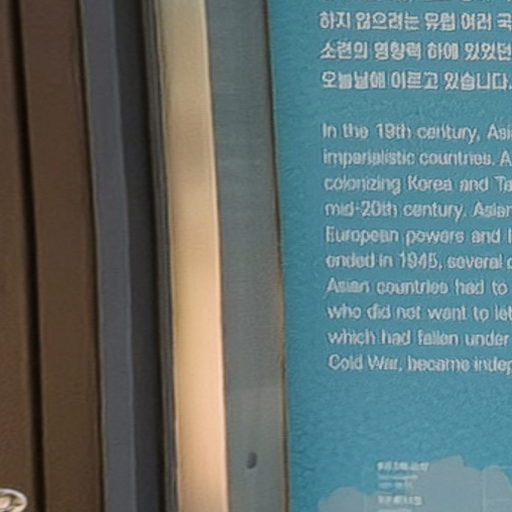 하지 않으려는 유럽 여러 국
소련의 영향력 하에 있었던
오늘날에 이르고 있습니다.
In the 19th century, Asi
imperialistic countries. A
colonizing Korea and Ta
mid-20th century. Asian
European powers and I
ended in 1945, several c
Asian countries had to
who did not want to let
which had fallen under
Cold War, became indep